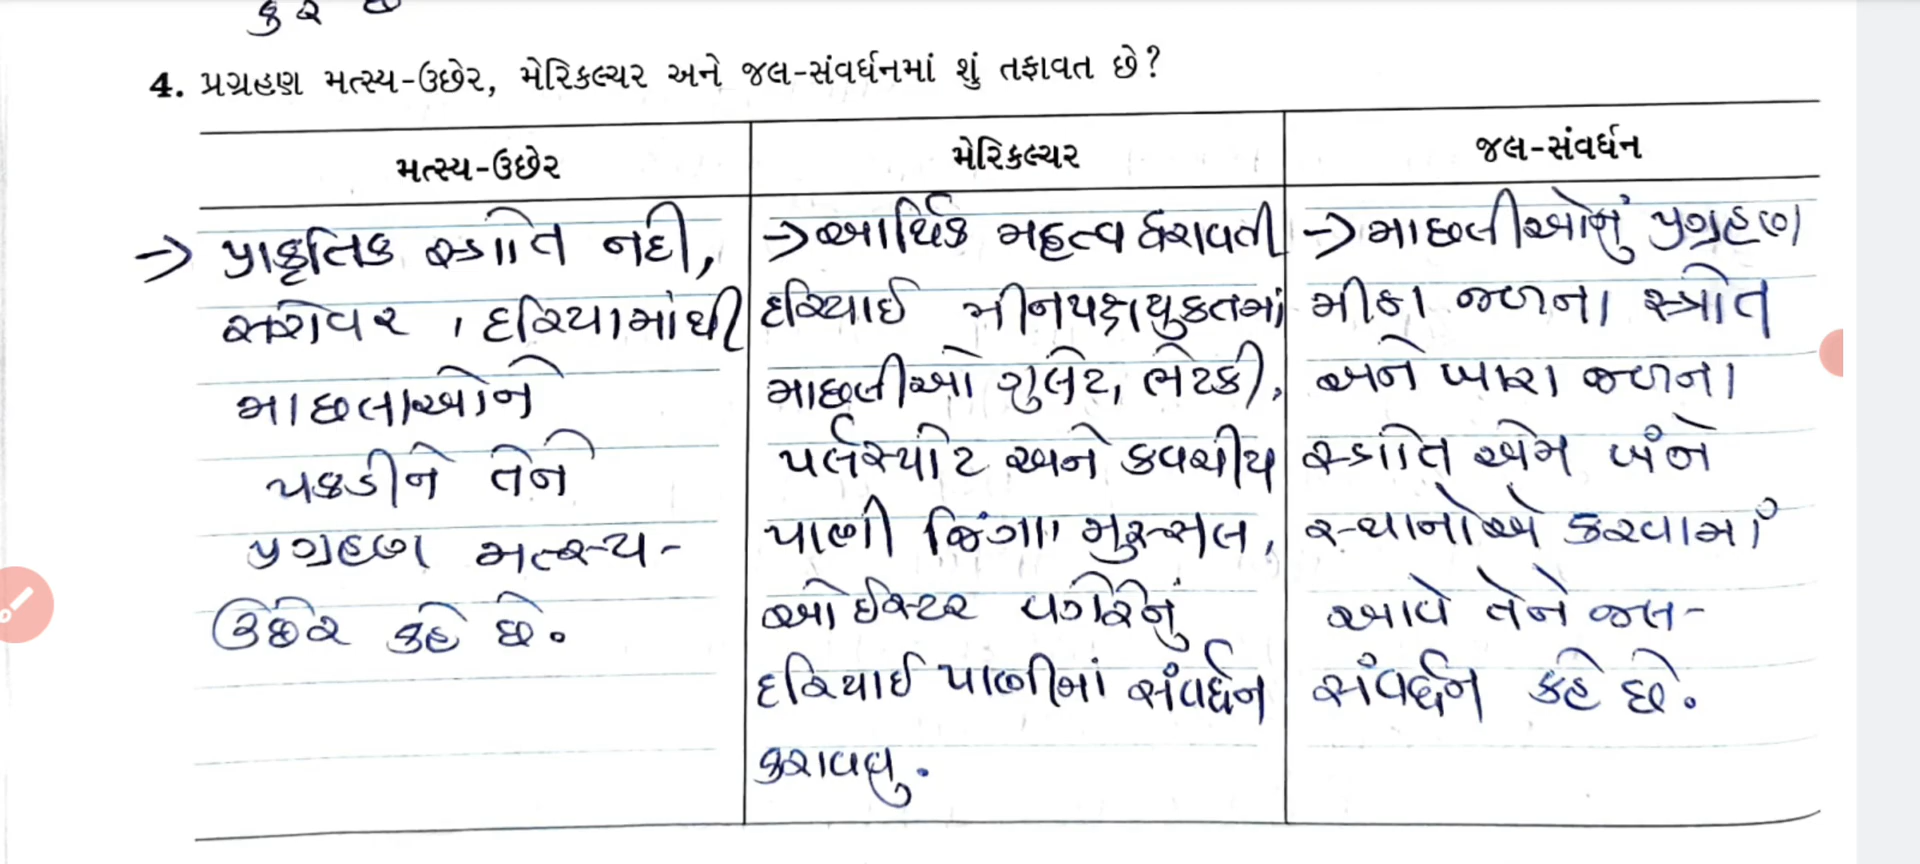 કરે છે
4. પ્રગ્રહણ મત્સ્ય-ઉછેર, મેરિકલ્ચર અને જલ-સંવર્ધનમાં શું તફાવત છે?
મત્સ્ય-ઉછેર
→ પ્રાકૃતિક સ્ત્રોત નદી,
સરોવર, દરિયામાંથી
માછલાઓને
પકડીને તેને
પ્રગ્રહણ મત્સ્ય-
ઉછેર કહે છે.
મેરિકલ્ચર
→ આર્થિક મહત્વ ધરાવતી
દરિયાઈ મીનપક્ષયુક્તમાં
માછલીઓ મુલેટ, ભેટકી,
પર્લસ્પોટ અને કવચીય
પાણી જિંગા મુસ્સલ,
ઓઈસ્ટર વગેરેનું
દરિયાઈ પાણીમાં સંવર્ધન
કરાવવુ.
જલ-સંવર્ધન
→ માછલીઓનું પ્રગ્રહણ
મીઠા જળના સ્ત્રોત
અને ખારા જળના
સ્ત્રોત એમ બંને
સ્થાનોએ કરવામાં
આવે તેને જલ-
સંવર્ધન કહે છે.